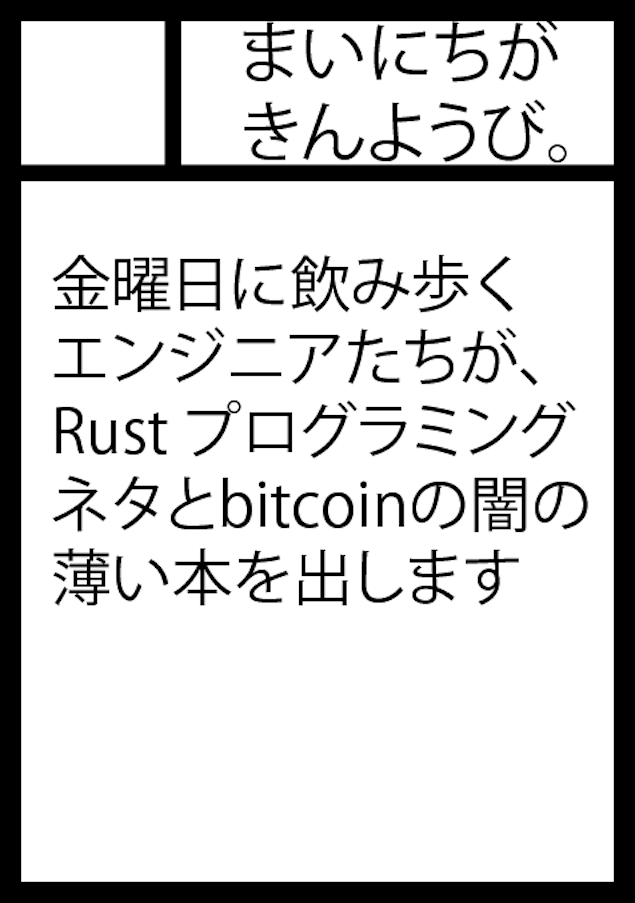 まいにちが
きんようび。
金曜日に飲み歩く
エンジニアたちが、
Rust プログラミング
ネタとbitcoinの闇の
薄い本を出します